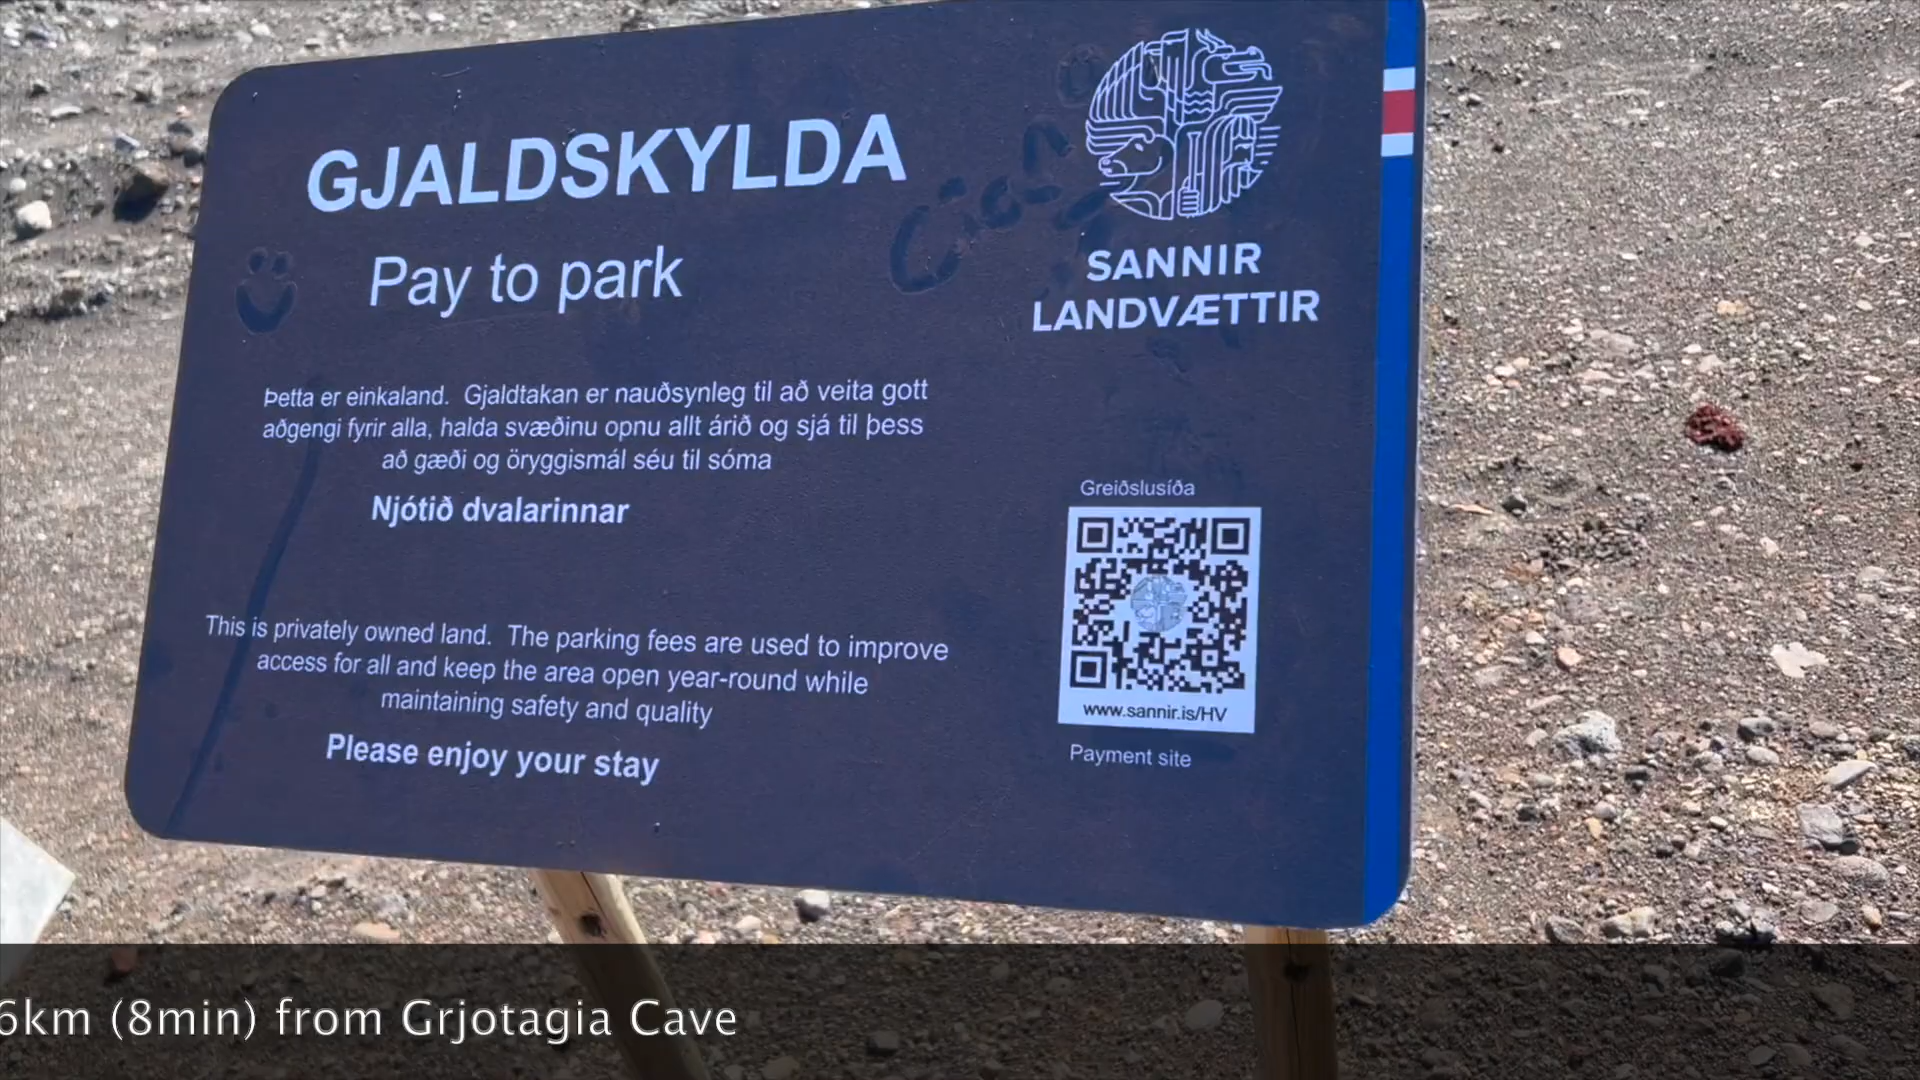 GJALDSKYLDA
Pay to park
SANNIR
LANDVÆTTIR
Þetta er einkaland. Gjaldtakan er nauðsynleg til að veita gott
aðgengi fyrir alla, halda svæðinu opnu allt árið og sjá til þess
að gæði og öryggismál séu til sóma
Njótið dvalarinnar
This is privately owned land. The parking fees are used to improve
access for all and keep the area open year-round while
maintaining safety and quality
Please enjoy your stay
Greiðslusíða
www.sannir.is/HV
Payment site
6km (8min) from Grjotagia Cave